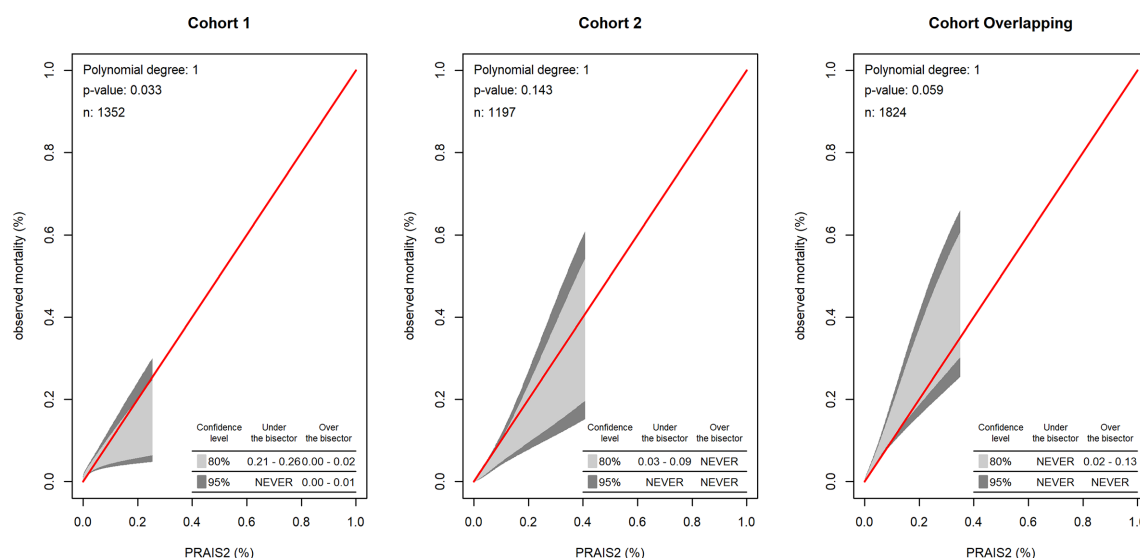 Cohort 1
Polynomial degree: 1
p-value: 0.033
n: 1352
observed mortality (%)
0.0 0.2 0.4 0.6 0.8 1.0
Confidence level Under the bisector Over the bisector
80% 0.21 - 0.26 0.00 - 0.02
95% NEVER 0.00 - 0.01
0.0 0.2 0.4 0.6 0.8 1.0
PRAIS2 (%)
Cohort 2
Polynomial degree: 1
p-value: 0.143
n: 1197
observed mortality (%)
0.0 0.2 0.4 0.6 0.8 1.0
Confidence level Under the bisector Over the bisector
80% 0.03 - 0.09 NEVER
95% NEVER NEVER
0.0 0.2 0.4 0.6 0.8 1.0
PRAIS2 (%)
Cohort Overlapping
Polynomial degree: 1
p-value: 0.059
n: 1824
observed mortality (%)
0.0 0.2 0.4 0.6 0.8 1.0
Confidence level Under the bisector Over the bisector
80% NEVER 0.02 - 0.13
95% NEVER NEVER
0.0 0.2 0.4 0.6 0.8 1.0
PRAIS2 (%)